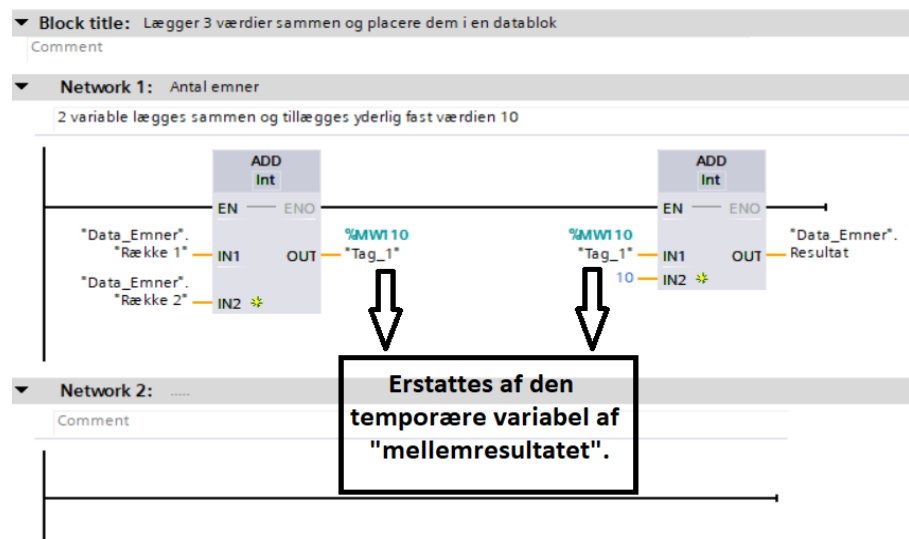 Block title: Lægger 3 værdier sammen og placere dem i en datablok
Comment
Network 1: Antal emner
2 variable lægges sammen og tillægges yderlig fast værdien 10
ADD
Int
EN ENO
"Data_Emner".
"Række 1" IN1
"Data_Emner".
"Række 2" IN2
OUT
%MW110
"Tag_1"
ADD
Int
EN ENO
%MW110
"Tag_1" IN1
10 IN2
OUT
"Data_Emner".
Resultat
Erstattes af den
temporære variabel af
"mellemresultatet".
Network 2: .....
Comment